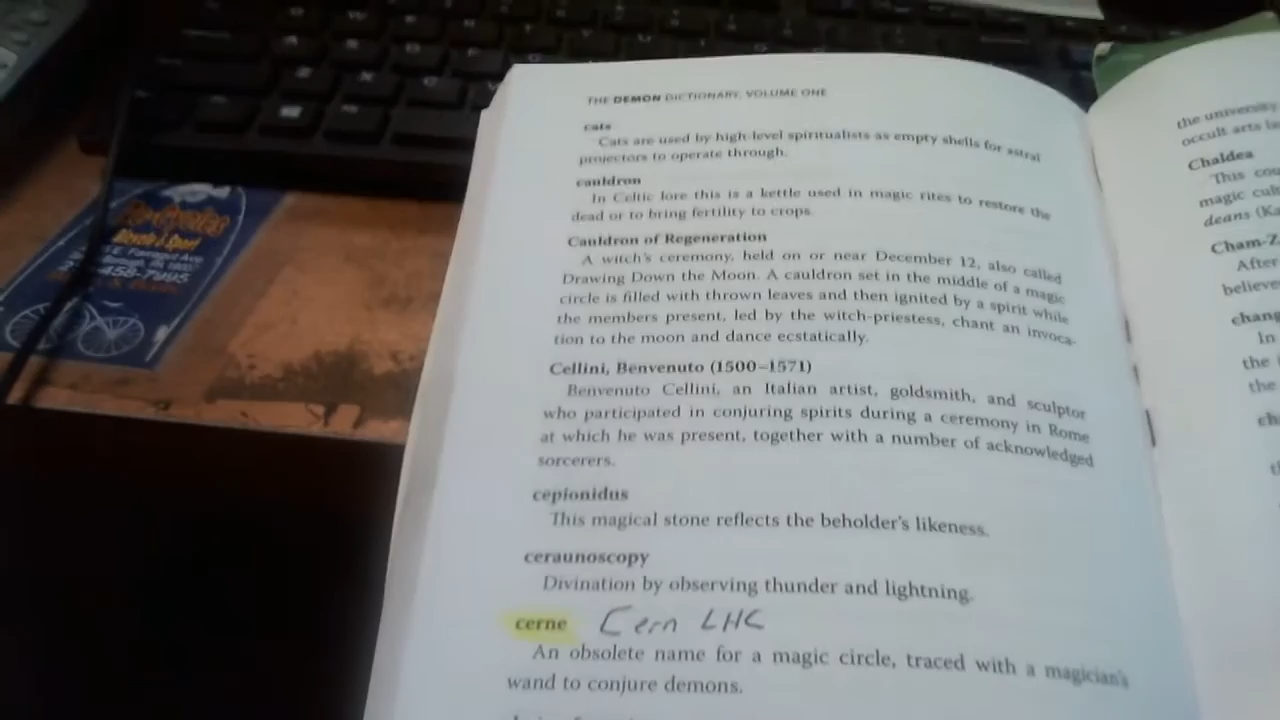 THE DEMON DICTIONARY, VOLUME ONE
cats
Cats are used by high-level spiritualists as empty shells for astral
projectors to operate through.
cauldron
In Celtic lore this is a kettle used in magic rites to restore the
dead or to bring fertility to crops.
Cauldron of Regeneration
A witch's ceremony, held on or near December 12, also called
Drawing Down the Moon. A cauldron set in the middle of a magic
circle is filled with thrown leaves and then ignited by a spirit while
the members present, led by the witch-priestess, chant an invoca-
tion to the moon and dance ecstatically.
Cellini, Benvenuto (1500–1571)
Benvenuto Cellini, an Italian artist, goldsmith, and sculptor
who participated in conjuring spirits during a ceremony in Rome
at which he was present, together with a number of acknowledged
sorcerers.
cepionidus
This magical stone reflects the beholder's likeness.
ceraunoscopy
Divination by observing thunder and lightning.
cerne Cern LHC
An obsolete name for a magic circle, traced with a magician's
wand to conjure demons.
the university
occult arts
Chaldea
This
magic
deans
Cham-Z
After
believe
In
the
the
Bicycle & Sport
E. Farragut Ave.
458-7995